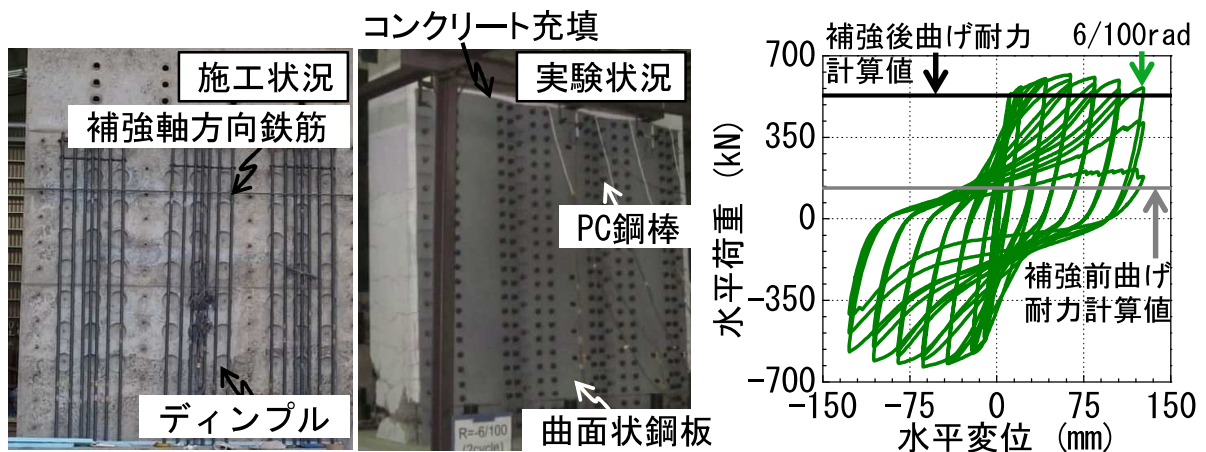 施工状況
補強軸方向鉄筋
ディンプル
コンクリート充填
実験状況
PC鋼棒
曲面状鋼板
R=-6/100
(2cycle)
補強後曲げ耐力
計算値
6/100rad
補強前曲げ
耐力計算値
水平荷重 (kN)
700
350
0
-350
-700
-150 -75 0 75 150
水平変位 (mm)